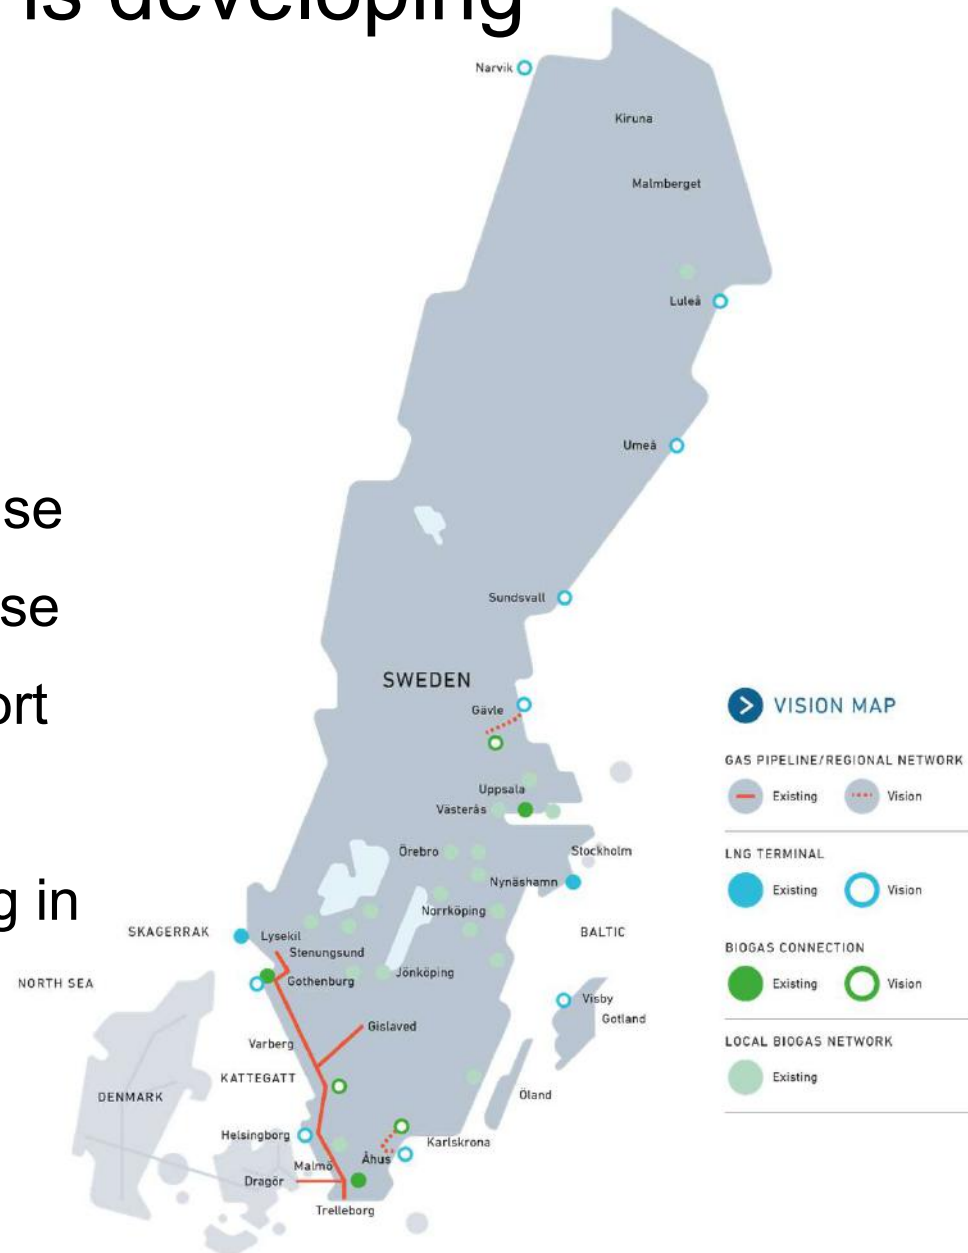 is developing
Narvik
Kiruna
Malmberget
Luleå
Umeå
se
Sundsvall
se
SWEDEN
ort
Gävle
VISION MAP
GAS PIPELINE/REGIONAL NETWORK
Existing
Vision
Uppsala
Västerås
Örebro
Stockholm
LNG TERMINAL
Existing
Vision
Nynäshamn
g in
Norrköping
SKAGERRAK
Lysekil
BALTIC
BIOGAS CONNECTION
Existing
Vision
Stenungsund
NORTH SEA
Gothenburg
Jönköping
Visby
Gotland
Gislaved
Varberg
LOCAL BIOGAS NETWORK
Existing
KATTEGATT
DENMARK
Öland
Helsingborg
Karlskrona
Åhus
Malmö
Dragör
Trelleborg